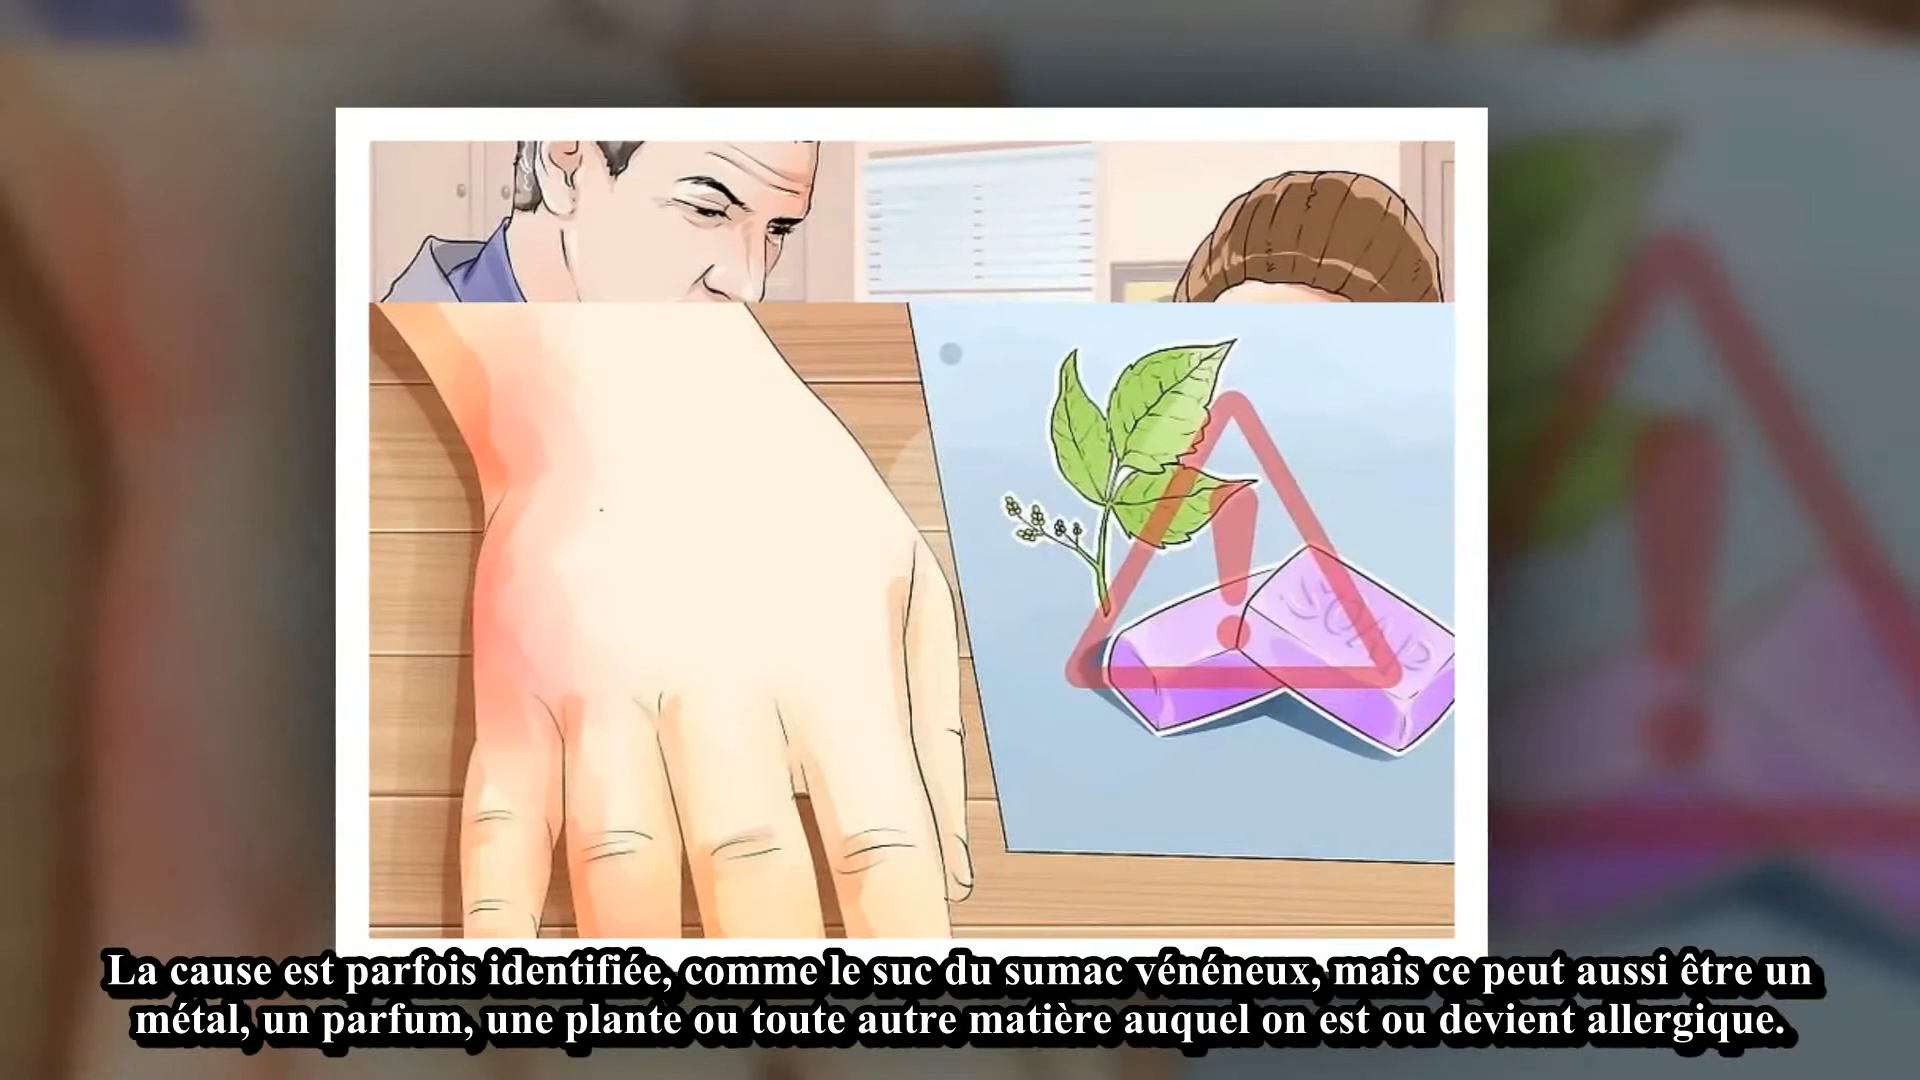 SOAP
La cause est parfois identifiée, comme le suc du sumac vénéneux, mais ce peut aussi être un
métal, un parfum, une plante ou toute autre matière auquel on est ou devient allergique.